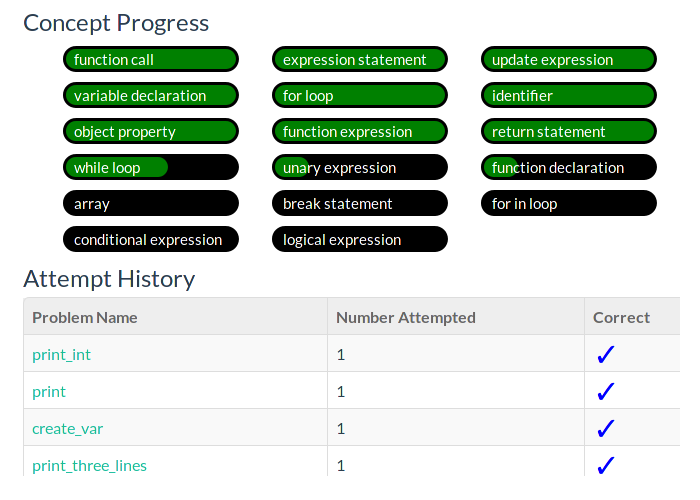 Concept Progress
function call expression statement update expression
variable declaration for loop identifier
object property function expression return statement
while loop unary expression function declaration
array break statement for in loop
conditional expression logical expression
Attempt History
Problem Name Number Attempted Correct
print_int 1 ✓
print 1 ✓
create_var 1 ✓
print_three_lines 1 ✓